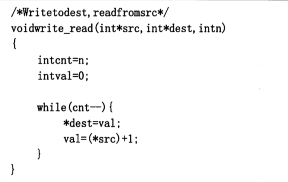 /*Writetodest,readfromsrc*/
voidwrite_read(int*src,int*dest,intn)
{
intcnt=n;
intval=0;
while(cnt—){
*dest=val;
val=(*src)+1;
}
}